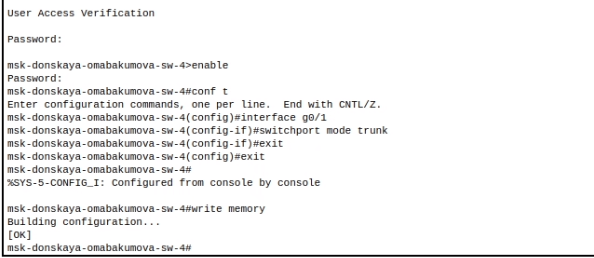 User Access Verification
Password:
msk-donskaya-omabakumova-sw-4>enable
Password:
msk-donskaya-omabakumova-sw-4#conf t
Enter configuration commands, one per line.  End with CNTL/Z.
msk-donskaya-omabakumova-sw-4(config)#interface g0/1
msk-donskaya-omabakumova-sw-4(config-if)#switchport mode trunk
msk-donskaya-omabakumova-sw-4(config-if)#exit
msk-donskaya-omabakumova-sw-4(config)#exit
msk-donskaya-omabakumova-sw-4#
%SYS-5-CONFIG_I: Configured from console by console
msk-donskaya-omabakumova-sw-4#write memory
Building configuration...
[OK]
msk-donskaya-omabakumova-sw-4#